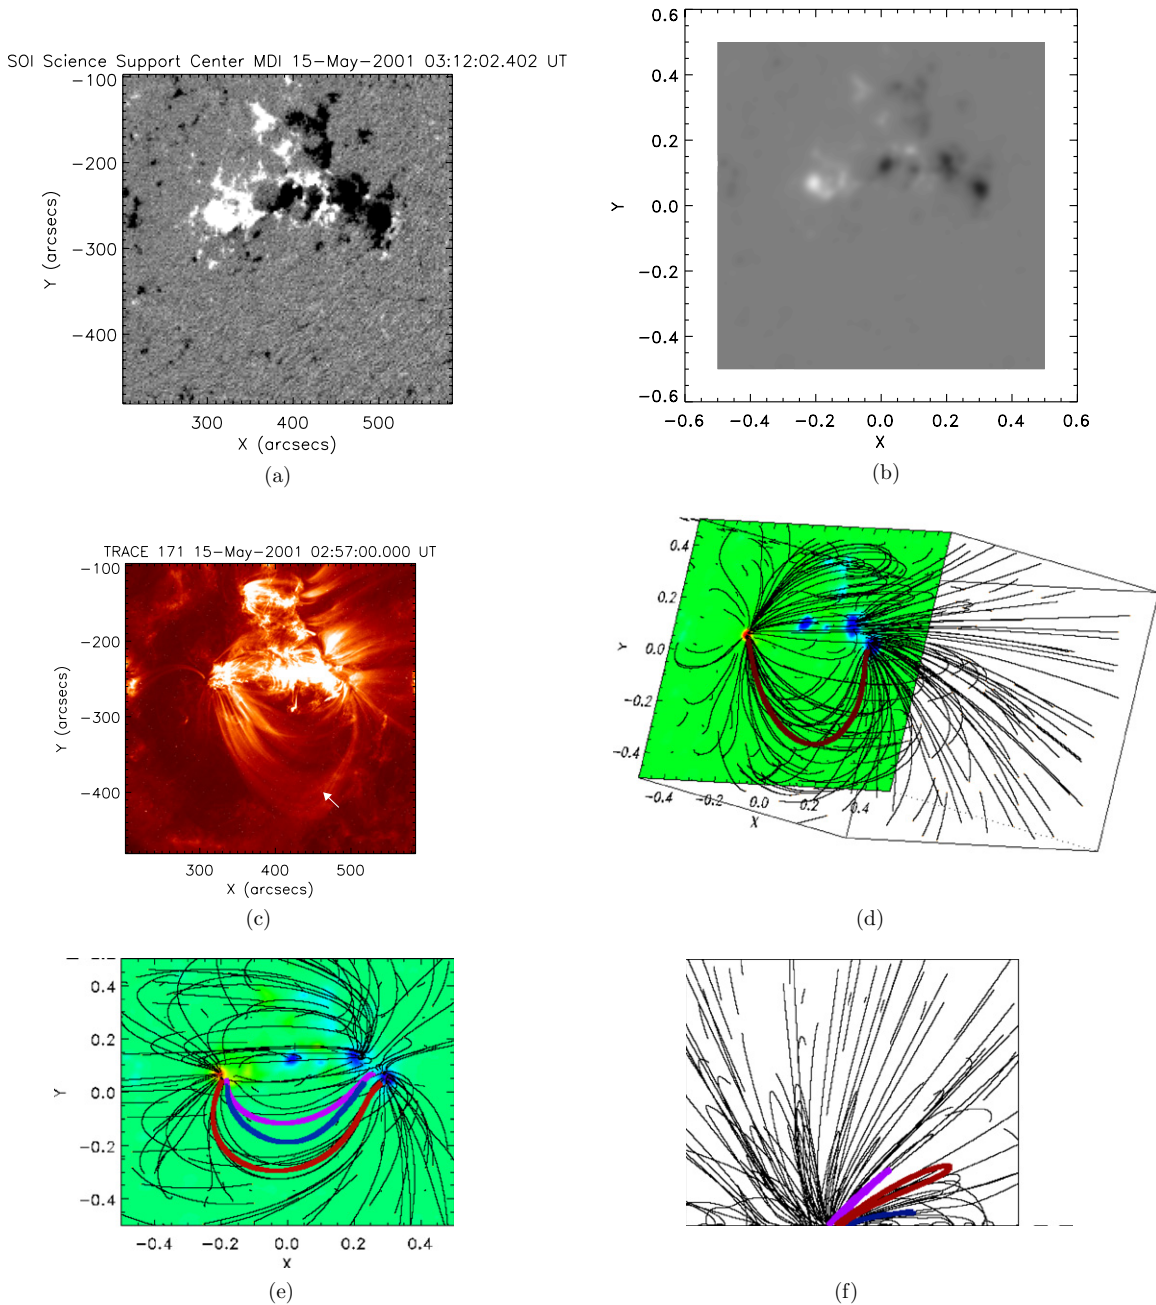 SOI Science Support Center MDI 15-May-2001 03:12:02.402 UT
−100
−200
−300
−400
Y (arcsecs)
300 400 500
X (arcsecs)
(a)
0.6
0.4
0.2
0.0
−0.2
−0.4
−0.6
Y
−0.6 −0.4 −0.2 0.0 0.2 0.4 0.6
X
(b)
TRACE 171 15-May-2001 02:57:00.000 UT
−100
−200
−300
−400
Y (arcsecs)
300 400 500
X (arcsecs)
(c)
0.4
0.2
0.0
−0.2
−0.4
Y
−0.4 −0.2 0.0 0.2 0.4
X
(d)
0.4
0.2
0.0
−0.2
−0.4
Y
−0.4 −0.2 0.0 0.2 0.4
X
(e)
(f)